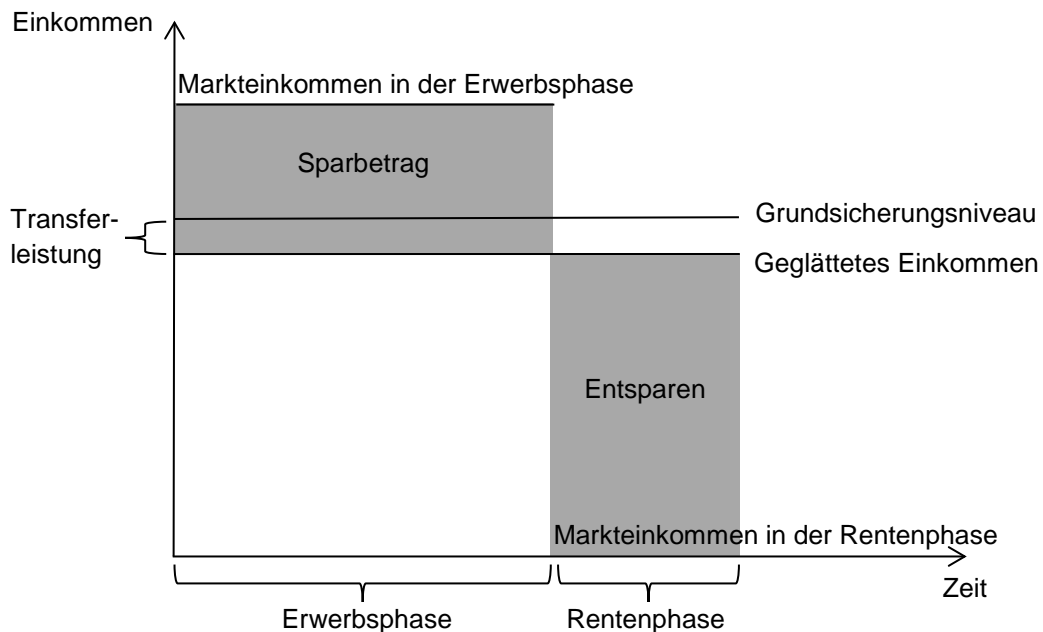 Einkommen
Markteinkommen in der Erwerbsphase
Sparbetrag
Transfer-
leistung
Grundsicherungsniveau
Geglättetes Einkommen
Entsparen
Markteinkommen in der Rentenphase
Zeit
Erwerbsphase
Rentenphase